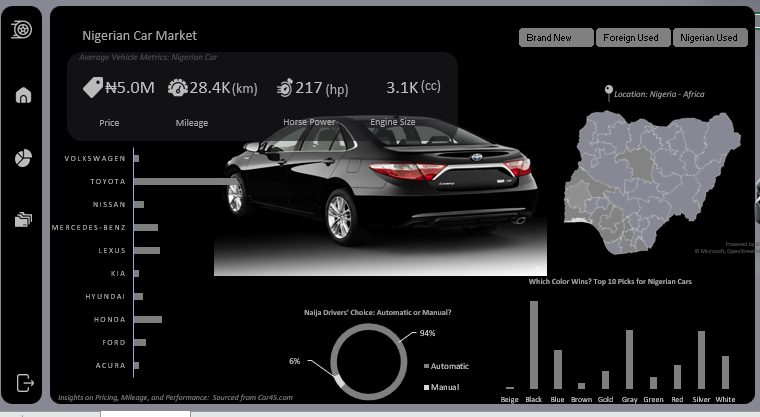 Nigerian Car Market
Brand New
Foreign Used
Nigerian Used
Average Vehicle Metrics: Nigerian Car
₦5.0M
28.4K (km)
217 (hp)
3.1K (cc)
Price
Mileage
Horse Power
Engine Size
Location: Nigeria - Africa
VOLKSWAGEN
TOYOTA
NISSAN
MERCEDES-BENZ
LEXUS
KIA
HYUNDAI
HONDA
FORD
ACURA
Powered by
© Microsoft, OpenStreet
Which Color Wins? Top 10 Picks for Nigerian Cars
Beige Black Blue Brown Gold Gray Green Red Silver White
Naija Drivers' Choice: Automatic or Manual?
94%
6%
Automatic
Manual
Insights on Pricing, Mileage, and Performance: Sourced from Car45.com